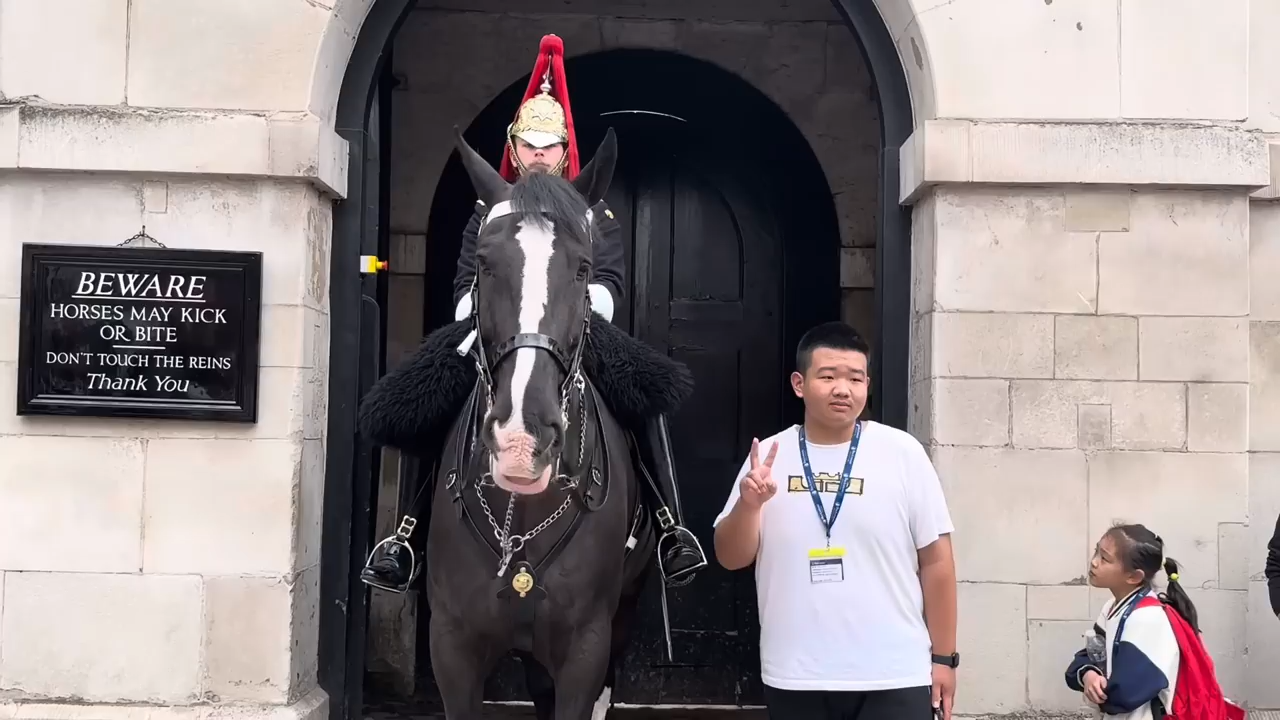 BEWARE
HORSES MAY KICK
OR BITE
DON'T TOUCH THE REINS
Thank You